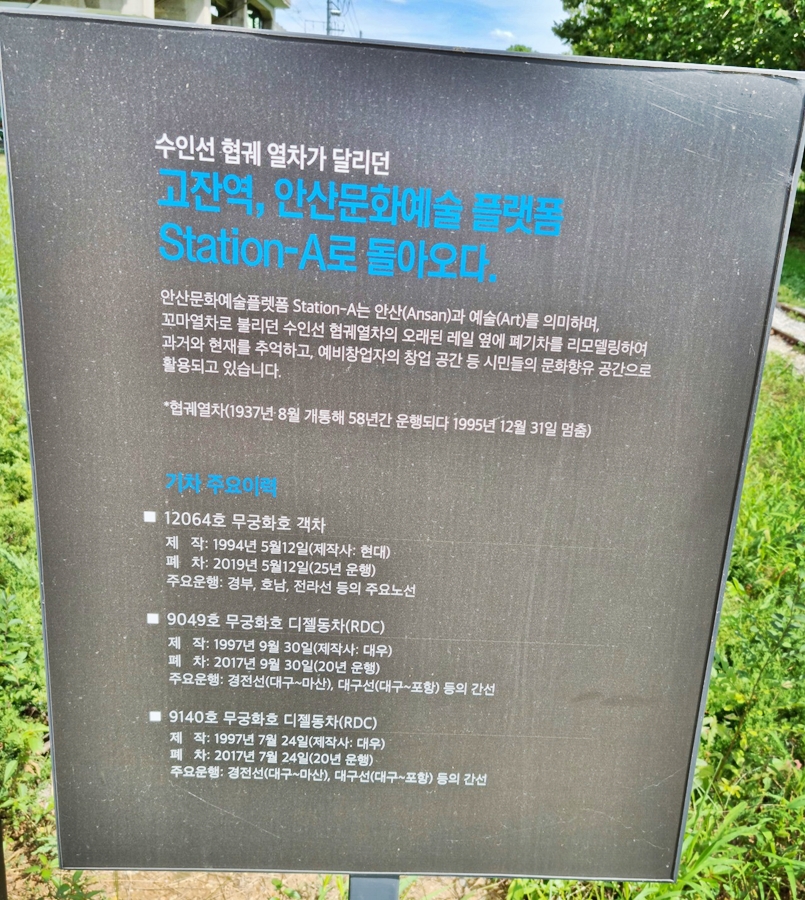 수인선 협궤 열차가 달리던
고잔역, 안산문화예술 플랫폼
Station-A로 돌아오다.
안산문화예술플렛폼 Station-A는 안산(Ansan)과 예술(Art)를 의미하며,
꼬마열차로 불리던 수인선 협궤열차의 오래된 레일 옆에 폐기차를 리모델링하여
과거와 현재를 추억하고, 예비창업자의 창업 공간 등 시민들의 문화향유 공간으로
활용되고 있습니다.
*협궤열차(1937년 8월 개통해 58년간 운행되다 1995년 12월 31일 멈춤)
기차 주요이력
■ 12064호 무궁화호 객차
제 작: 1994년 5월12일(제작사: 현대)
폐 차: 2019년 5월12일(25년 운행)
주요운행: 경부, 호남, 전라선 등의 주요노선
■ 9049호 무궁화호 디젤동차(RDC)
제 작: 1997년 9월 30일(제작사: 대우)
폐 차: 2017년 9월 30일(20년 운행)
주요운행: 경전선(대구~마산), 대구선(대구~포항) 등의 간선
■ 9140호 무궁화호 디젤동차(RDC)
제 작: 1997년 7월 24일(제작사: 대우)
폐 차: 2017년 7월 24일(20년 운행)
주요운행: 경전선(대구~마산), 대구선(대구~포항) 등의 간선